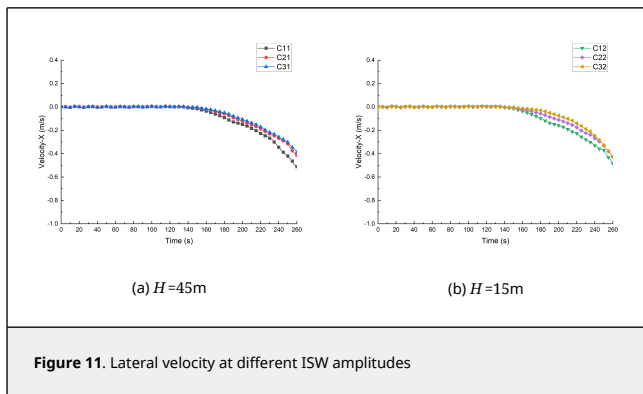 C11
C21
C31
0.4
0.2
0.0
-0.2
-0.4
-0.6
-0.8
-1.0
Velocity-X (m/s)
0 20 40 60 80 100 120 140 160 180 200 220 240 260
Time (s)
(a) H=45m
C12
C22
C32
0.4
0.2
0.0
-0.2
-0.4
-0.6
-0.8
-1.0
Velocity-X (m/s)
0 20 40 60 80 100 120 140 160 180 200 220 240 260
Time (s)
(b) H=15m
Figure 11. Lateral velocity at different ISW amplitudes